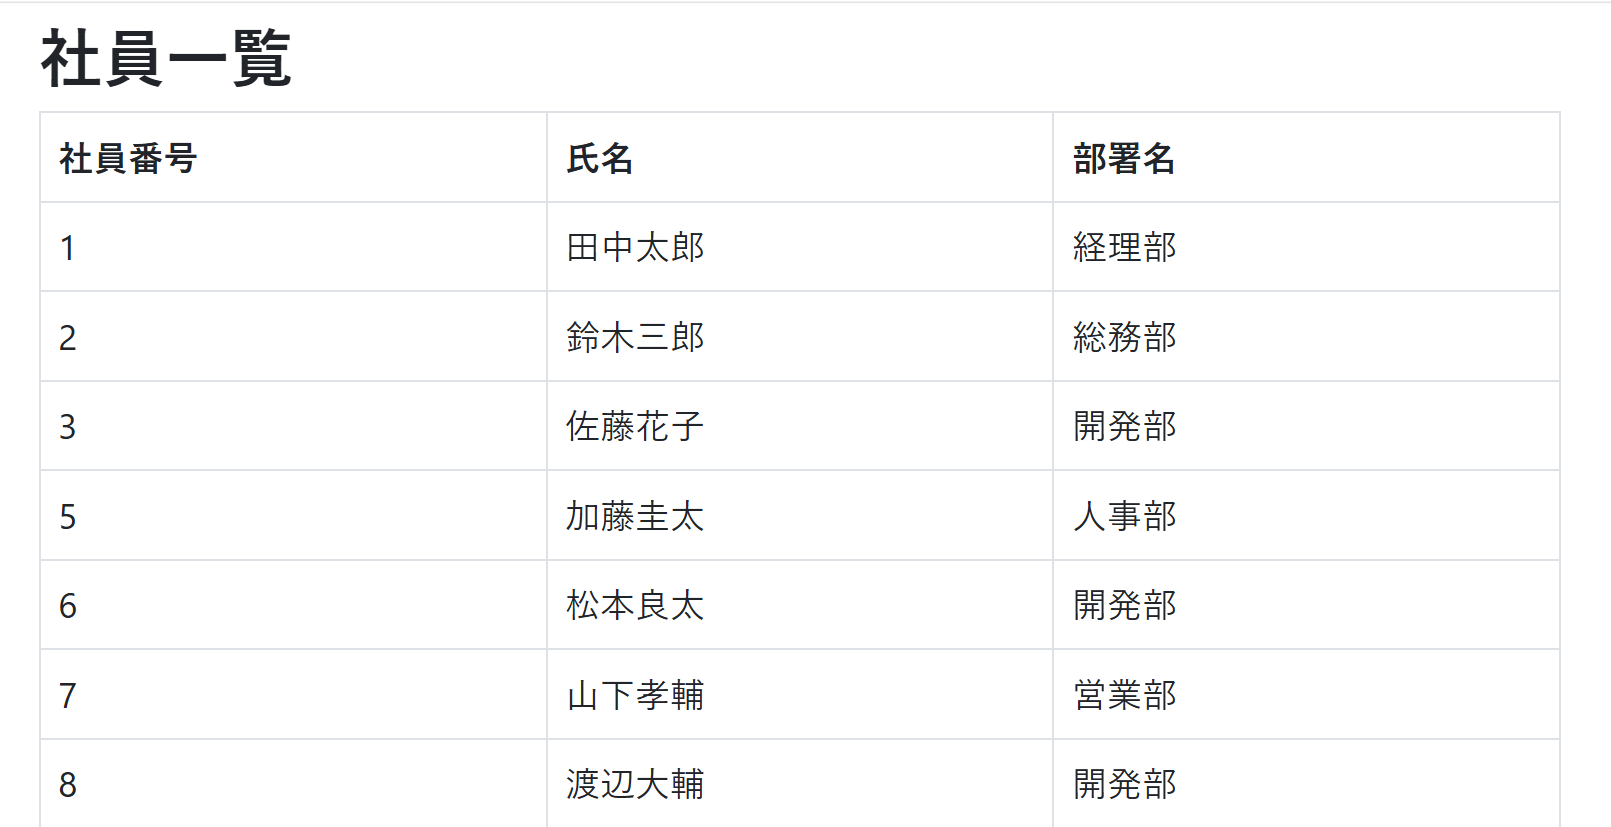 社員一覧
社員番号 氏名 部署名
1 田中太郎 経理部
2 鈴木三郎 総務部
3 佐藤花子 開発部
5 加藤圭太 人事部
6 松本良太 開発部
7 山下孝輔 営業部
8 渡辺大輔 開発部